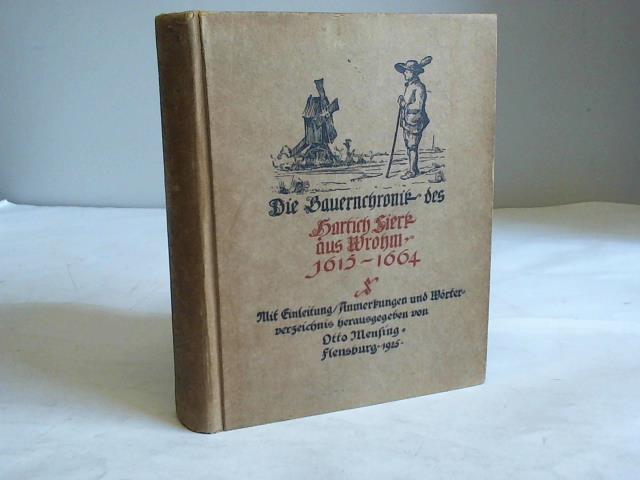 Die Bauernchronik des
Hartich Sierk
aus Wrohm
1615-1664
Mit Einleitung/Anmerkungen und Wörter-
verzeichnis herausgegeben von
Otto Mensing.
Flensburg-1925-